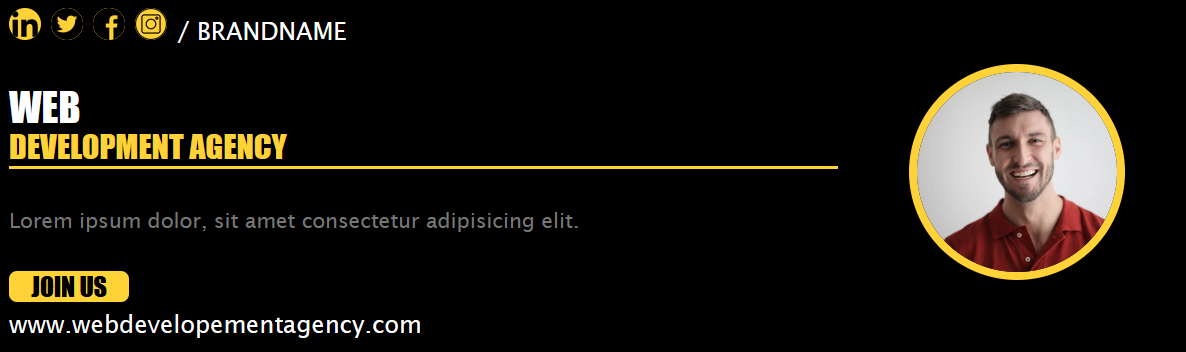 / BRANDNAME
WEB
DEVELOPMENT AGENCY
Lorem ipsum dolor, sit amet consectetur adipisicing elit.
JOIN US
www.webdevelopementagency.com